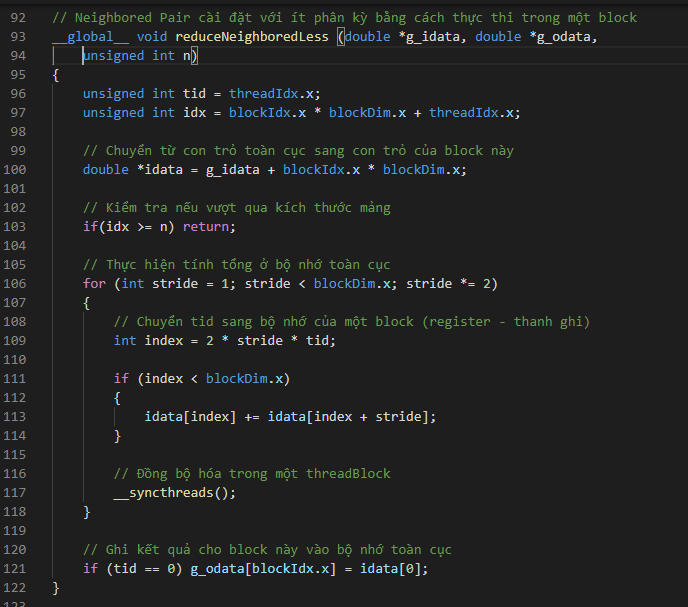 92 // Neighbored Pair cài đặt với ít phân kỳ bằng cách thực thi trong một block
93 __global__ void reduceNeighboredLess (double *g_idata, double *g_odata,
94     unsigned int n)
95 {
96     unsigned int tid = threadIdx.x;
97     unsigned int idx = blockIdx.x * blockDim.x + threadIdx.x;
98
99     // Chuyển từ con trỏ toàn cục sang con trỏ của block này
100     double *idata = g_idata + blockIdx.x * blockDim.x;
101
102     // Kiểm tra nếu vượt qua kích thước mảng
103     if(idx >= n) return;
104
105     // Thực hiện tính tổng ở bộ nhớ toàn cục
106     for (int stride = 1; stride < blockDim.x; stride *= 2)
107     {
108         // Chuyển tid sang bộ nhớ của một block (register - thanh ghi)
109         int index = 2 * stride * tid;
110
111         if (index < blockDim.x)
112         {
113             idata[index] += idata[index + stride];
114         }
115
116         // Đồng bộ hóa trong một threadBlock
117         __syncthreads();
118     }
119
120     // Ghi kết quả cho block này vào bộ nhớ toàn cục
121     if (tid == 0) g_odata[blockIdx.x] = idata[0];
122 }
123